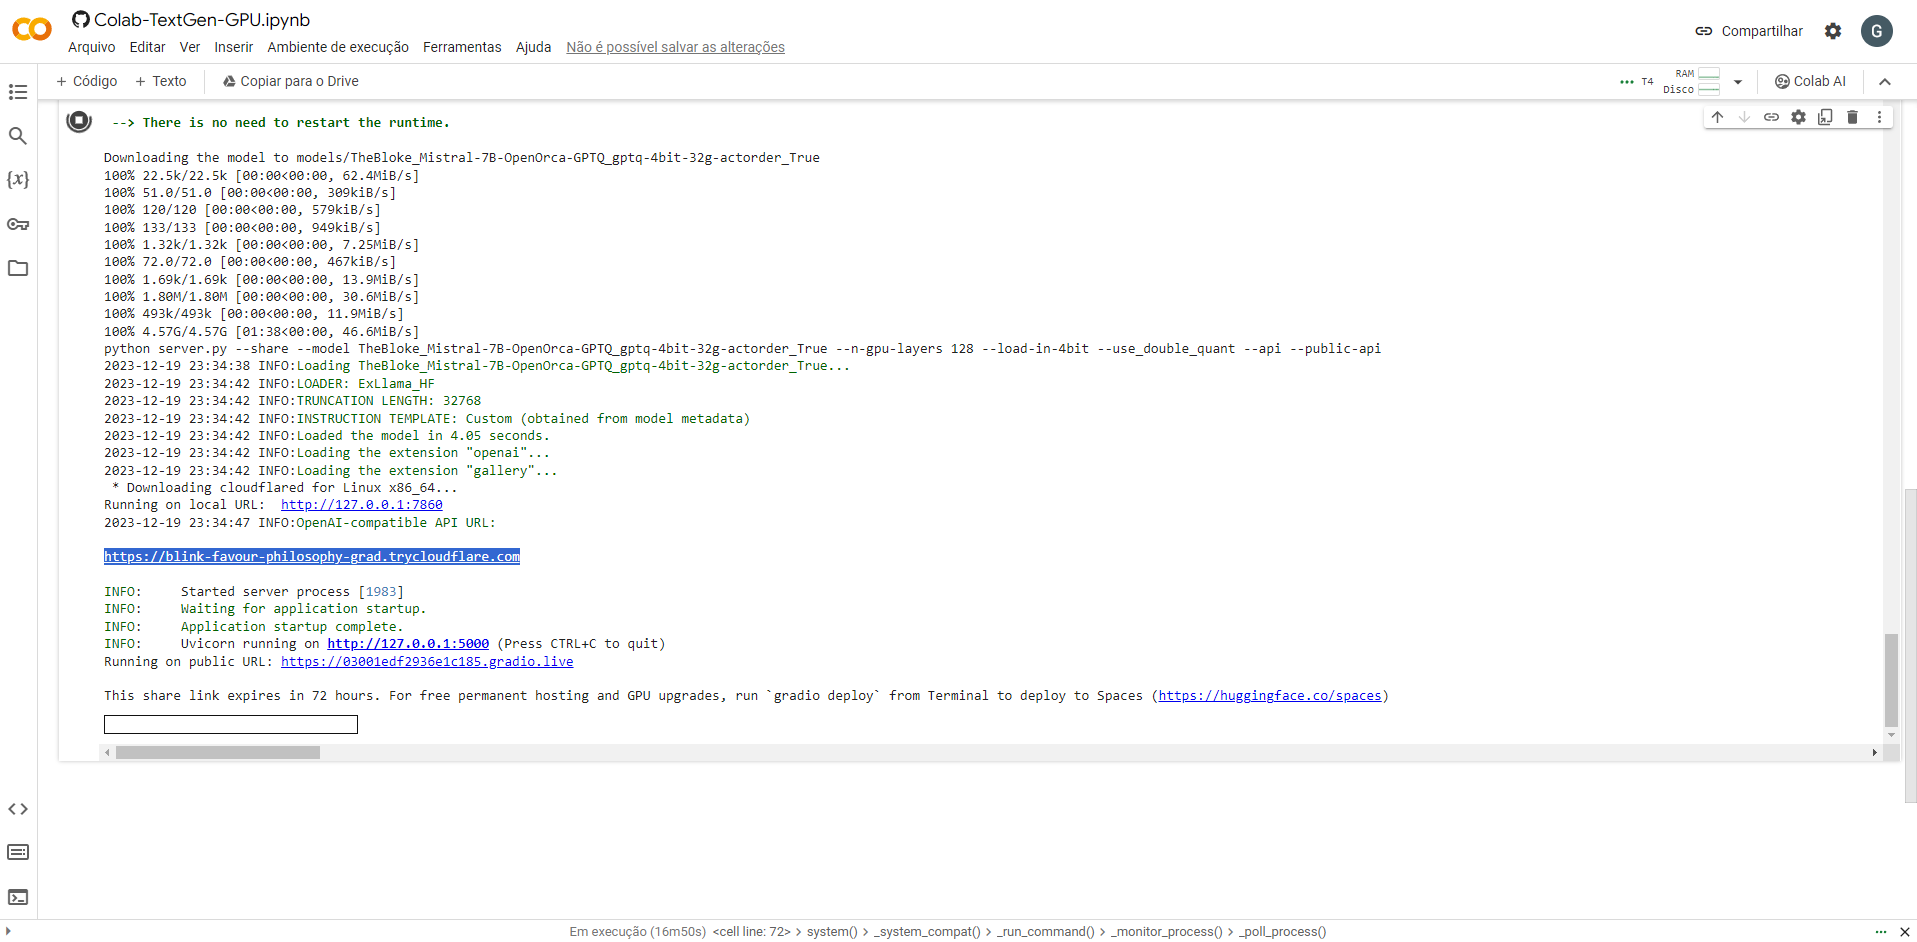 Colab-TextGen-GPU.ipynb
Arquivo Editar Ver Inserir Ambiente de execução Ferramentas Ajuda Não é possível salvar as alterações
Compartilhar
G
+ Código + Texto Copiar para o Drive
T4 RAM Disco
Colab AI
{x}
--> There is no need to restart the runtime.
Downloading the model to models/TheBloke_Mistral-7B-OpenOrca-GPTQ_gptq-4bit-32g-actorder_True
100% 22.5k/22.5k [00:00<00:00, 62.4MiB/s]
100% 51.0/51.0 [00:00<00:00, 309kiB/s]
100% 120/120 [00:00<00:00, 579kiB/s]
100% 133/133 [00:00<00:00, 949kiB/s]
100% 1.32k/1.32k [00:00<00:00, 7.25MiB/s]
100% 72.0/72.0 [00:00<00:00, 467kiB/s]
100% 1.69k/1.69k [00:00<00:00, 13.9MiB/s]
100% 1.80M/1.80M [00:00<00:00, 30.6MiB/s]
100% 493k/493k [00:00<00:00, 11.9MiB/s]
100% 4.57G/4.57G [01:38<00:00, 46.6MiB/s]
python server.py --share --model TheBloke_Mistral-7B-OpenOrca-GPTQ_gptq-4bit-32g-actorder_True --n-gpu-layers 128 --load-in-4bit --use_double_quant --api --public-api
2023-12-19 23:34:38 INFO:Loading TheBloke_Mistral-7B-OpenOrca-GPTQ_gptq-4bit-32g-actorder_True...
2023-12-19 23:34:42 INFO:LOADER: ExLlama_HF
2023-12-19 23:34:42 INFO:TRUNCATION LENGTH: 32768
2023-12-19 23:34:42 INFO:INSTRUCTION TEMPLATE: Custom (obtained from model metadata)
2023-12-19 23:34:42 INFO:Loaded the model in 4.05 seconds.
2023-12-19 23:34:42 INFO:Loading the extension "openai"...
2023-12-19 23:34:42 INFO:Loading the extension "gallery"...
* Downloading cloudflared for Linux x86_64...
Running on local URL: http://127.0.0.1:7860
2023-12-19 23:34:47 INFO:OpenAI-compatible API URL:
https://blink-favour-philosophy-grad.trycloudflare.com
INFO: Started server process [1983]
INFO: Waiting for application startup.
INFO: Application startup complete.
INFO: Uvicorn running on http://127.0.0.1:5000 (Press CTRL+C to quit)
Running on public URL: https://03001edf2936e1c185.gradio.live
This share link expires in 72 hours. For free permanent hosting and GPU upgrades, run `gradio deploy` from Terminal to deploy to Spaces (https://huggingface.co/spaces)
Em execução (16m50s) <cell line: 72> > system() > _system_compat() > _run_command() > _monitor_process() > _poll_process()